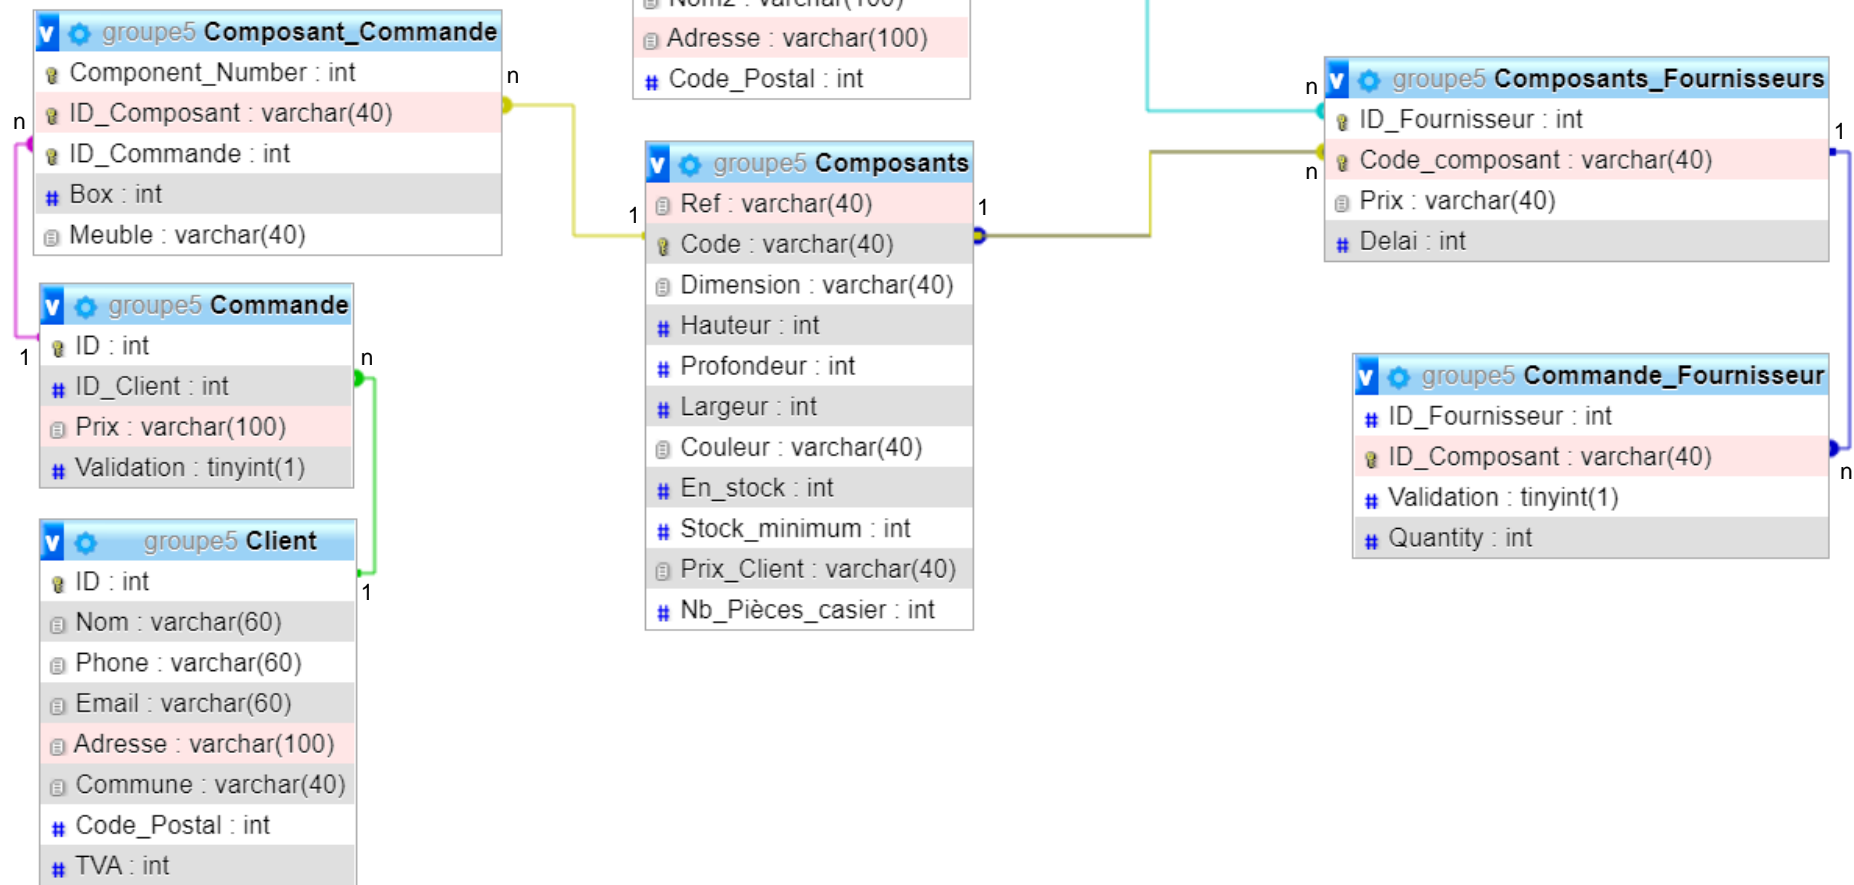 groupe5 Composant_Commande
Component_Number : int
ID_Composant : varchar(40)
ID_Commande : int
Box : int
Meuble : varchar(40)
n
n
1
1
groupe5 Commande
ID : int
ID_Client : int
Prix : varchar(100)
Validation : tinyint(1)
n
1
groupe5 Client
ID : int
Nom : varchar(60)
Phone : varchar(60)
Email : varchar(60)
Adresse : varchar(100)
Commune : varchar(40)
Code_Postal : int
TVA : int
Nom2 : varchar(100)
Adresse : varchar(100)
Code_Postal : int
groupe5 Composants
Ref : varchar(40)
Code : varchar(40)
Dimension : varchar(40)
Hauteur : int
Profondeur : int
Largeur : int
Couleur : varchar(40)
En_stock : int
Stock_minimum : int
Prix_Client : varchar(40)
Nb_Pièces_casier : int
1
n
n
groupe5 Composants_Fournisseurs
ID_Fournisseur : int
Code_composant : varchar(40)
Prix : varchar(40)
Delai : int
1
n
groupe5 Commande_Fournisseur
ID_Fournisseur : int
ID_Composant : varchar(40)
Validation : tinyint(1)
Quantity : int